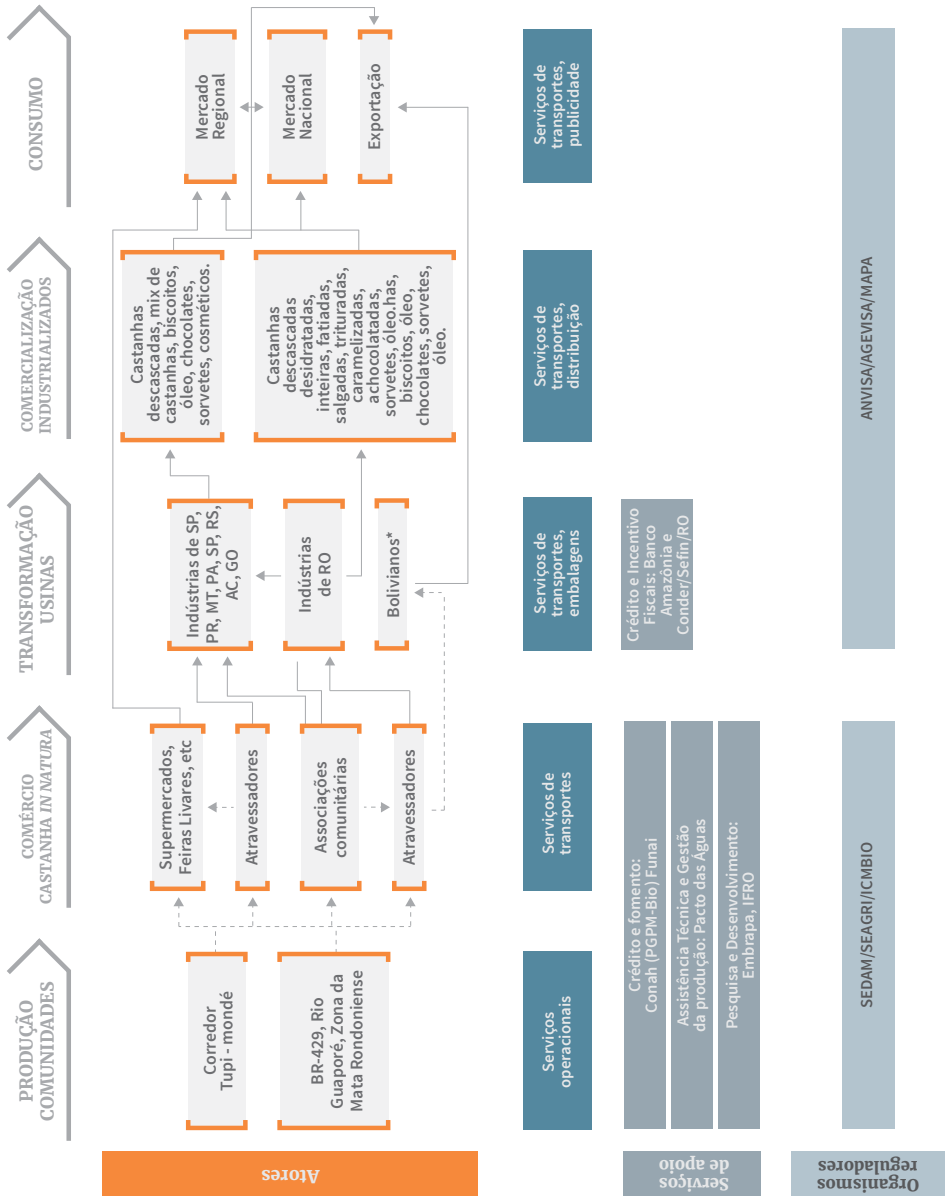 PRODUÇÃO
COMUNIDADES
COMÉRCIO
CASTANHA IN NATURA
TRANSFORMAÇÃO
USINAS
COMERCIALIZAÇÃO
INDUSTRIALIZADOS
CONSUMO
Atores
Corredor
Tupi - mondé
BR-429, Rio
Guaporé, Zona da
Mata Rondoniense
Supermercados,
Feiras Livares, etc
Atravessadores
Associações
comunitárias
Atravessadores
Indústrias de SP,
PR, MT, PA, SP, RS,
AC, GO
Indústrias
de RO
Bolivianos*
Castanhas
descascadas, mix de
castanhas, biscoitos,
óleo, chocolates,
sorvetes, cosméticos.
Castanhas
descascadas
desidratadas,
inteiras, fatiadas,
salgadas, trituradas,
caramelizadas,
achocolatadas,
sorvetes, óleo.has,
biscoitos, óleo,
chocolates, sorvetes
óleo.
Mercado
Regional
Mercado
Nacional
Exportação
Serviços
operacionais
Serviços de
transportes
Serviços de
transportes,
embalagens
Serviços de
transportes,
distribuição
Serviços de
transportes,
publicidade
Serviços
de apoio
Crédito e fomento:
Conah (PGPM-Bio) Funai
Assistência Técnica e Gestão
da produção: Pacto das Águas
Pesquisa e Desenvolvimento:
Embrapa, IFRO
Crédito e Incentivo
Fiscais: Banco
Amazônia e
Conder/Sefin/RO
Organismos
reguladores
SEDAM/SEAGRI/ICMBIO
ANVISA/AGEVISA/MAPA